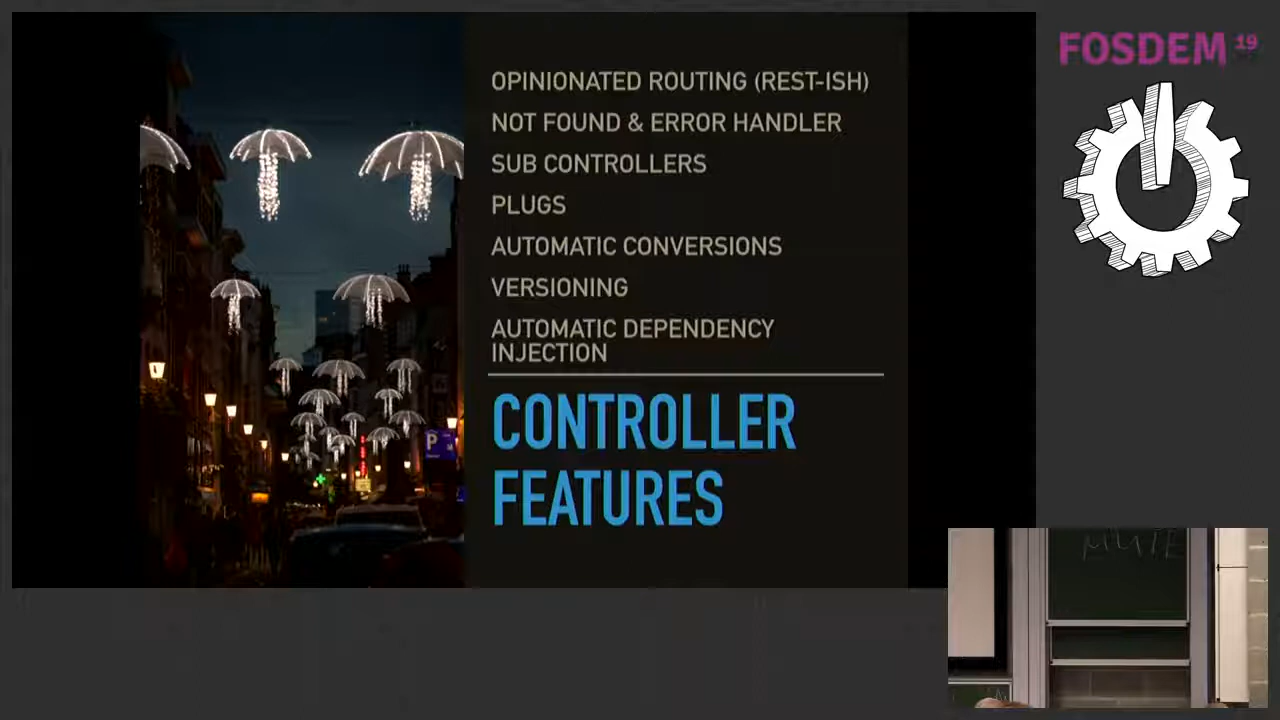 OPINIONATED ROUTING (REST-ISH)
NOT FOUND & ERROR HANDLER
SUB CONTROLLERS
PLUGS
AUTOMATIC CONVERSIONS
VERSIONING
AUTOMATIC DEPENDENCY
INJECTION
CONTROLLER
FEATURES
FOSDEM 19
P
MUTE